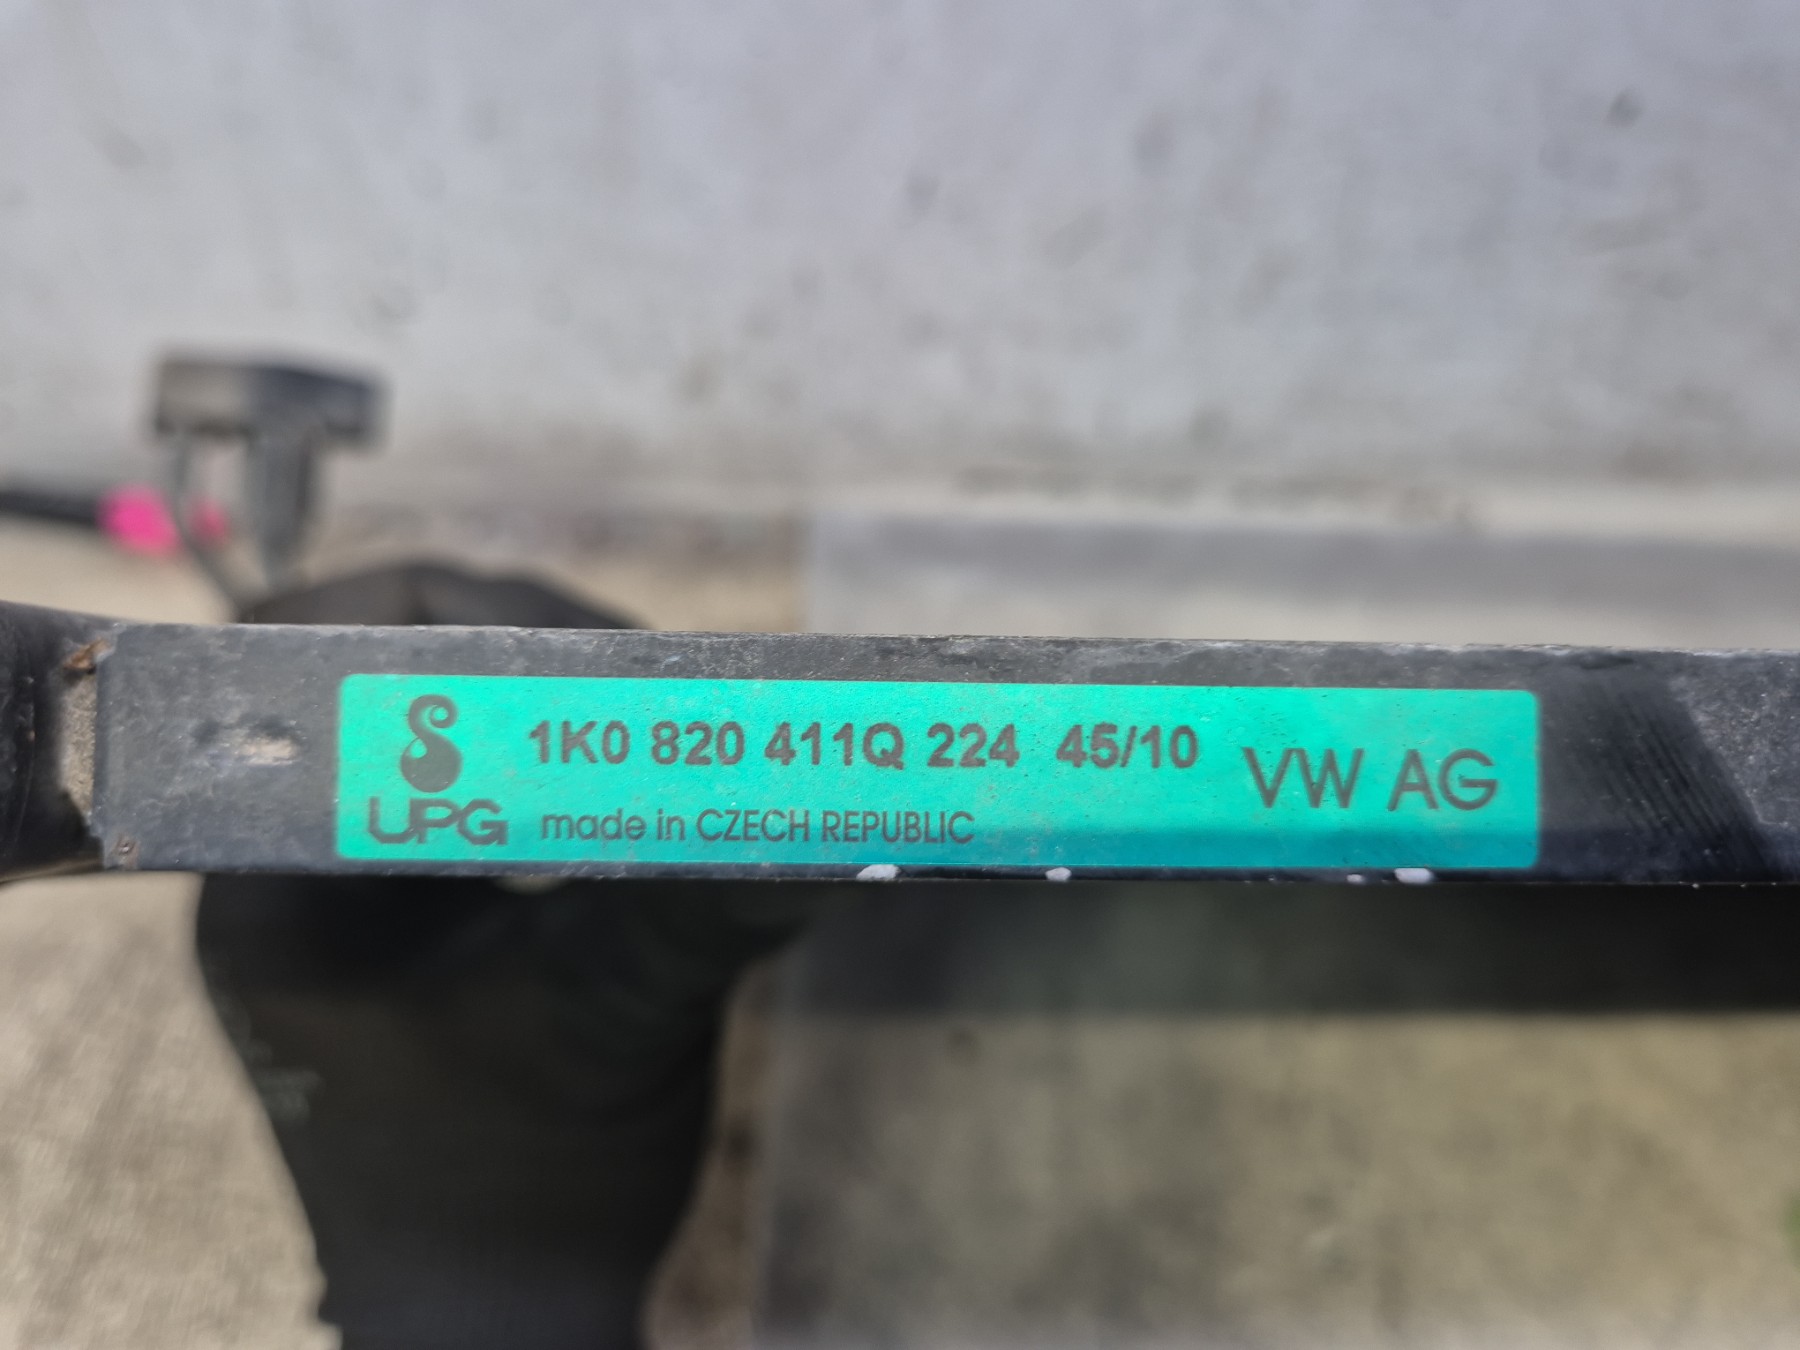 1K0 820 411Q 224 45/10
VW AG
UPG
made in CZECH REPUBLIC